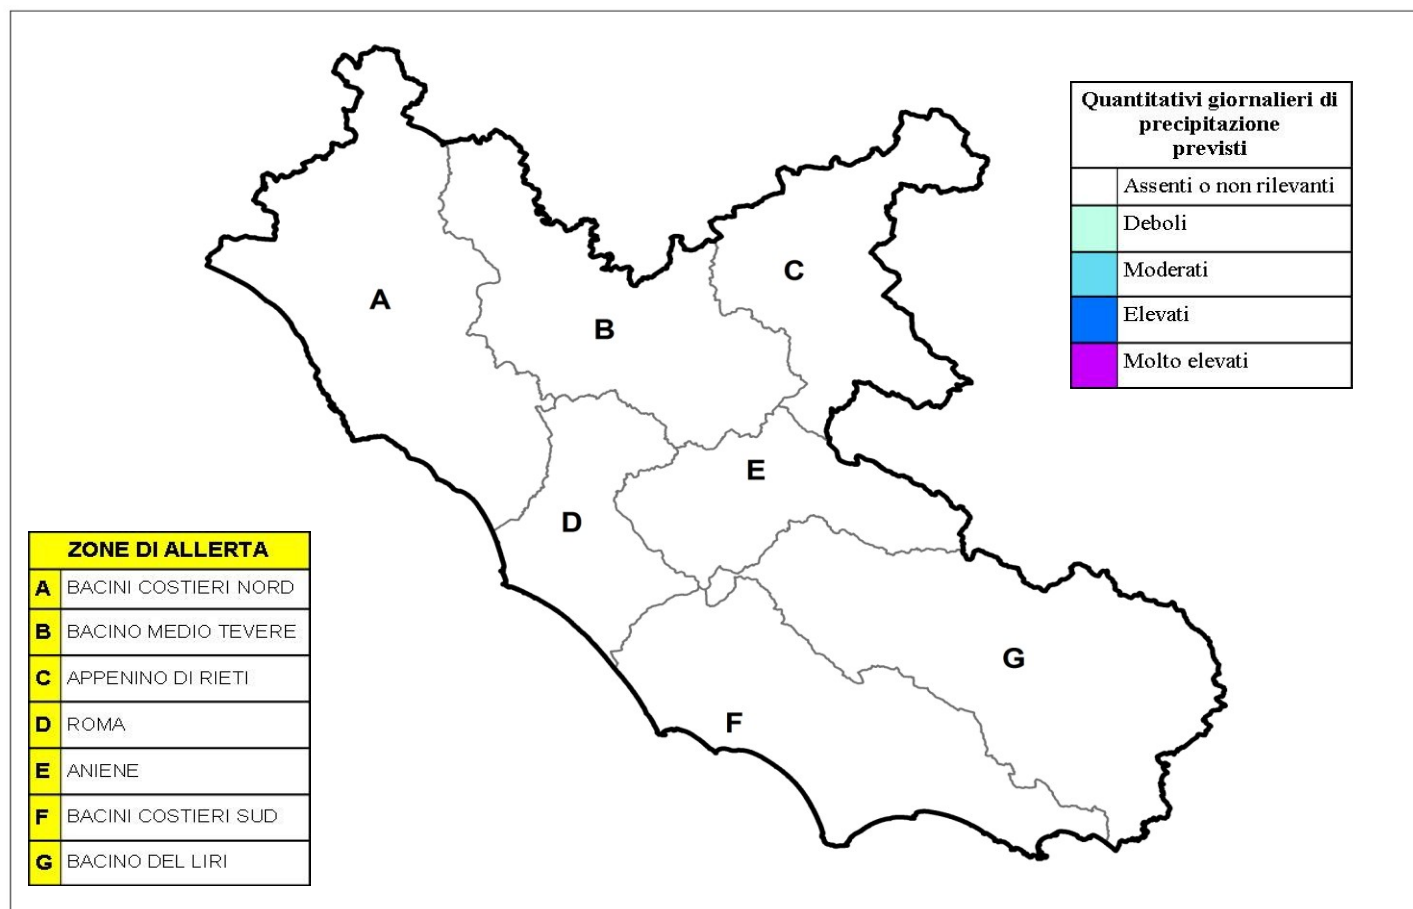 Quantitativi giornalieri di
precipitazione
previsti
Assenti o non rilevanti
Deboli
Moderati
Elevati
Molto elevati
A
B
C
D
E
F
G
ZONE DI ALLERTA
A BACINI COSTIERI NORD
B BACINO MEDIO TEVERE
C APPENINO DI RIETI
D ROMA
E ANIENE
F BACINI COSTIERI SUD
G BACINO DEL LIRI